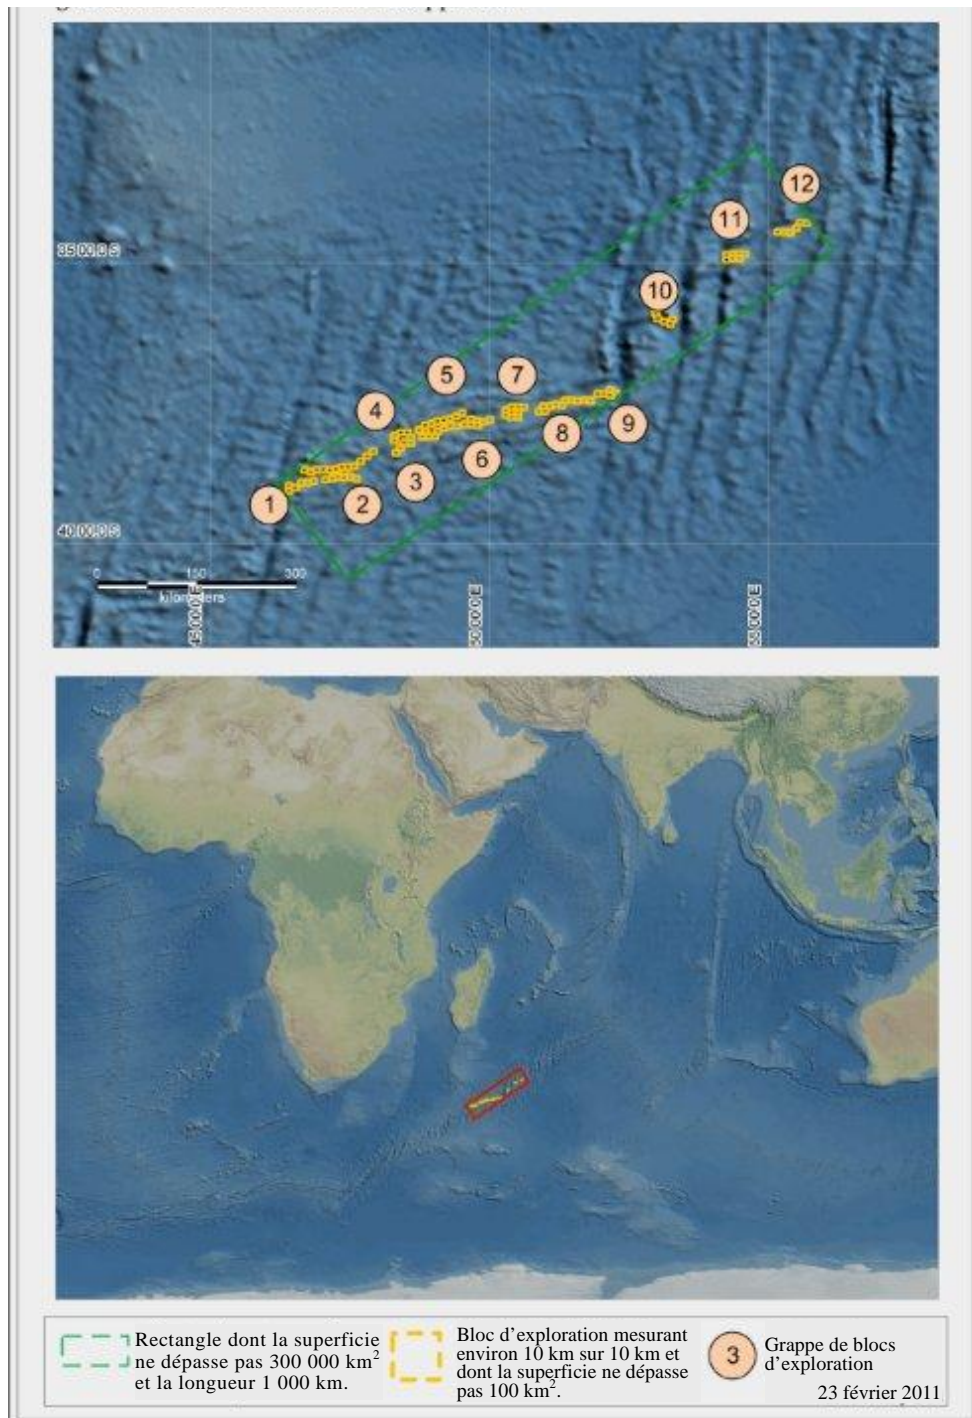 12
11
35 00.0 S
10
5
7
4
9
8
6
3
1
2
40 00.0 S
0 150 300
kilometers
45 00.0 E
50 00.0 E
55 00.0 E
Rectangle dont la superficie
ne dépasse pas 300 000 km²
et la longueur 1 000 km.
Bloc d'exploration mesurant
environ 10 km sur 10 km et
dont la superficie ne dépasse
pas 100 km².
3
Grappe de blocs
d'exploration
23 février 2011